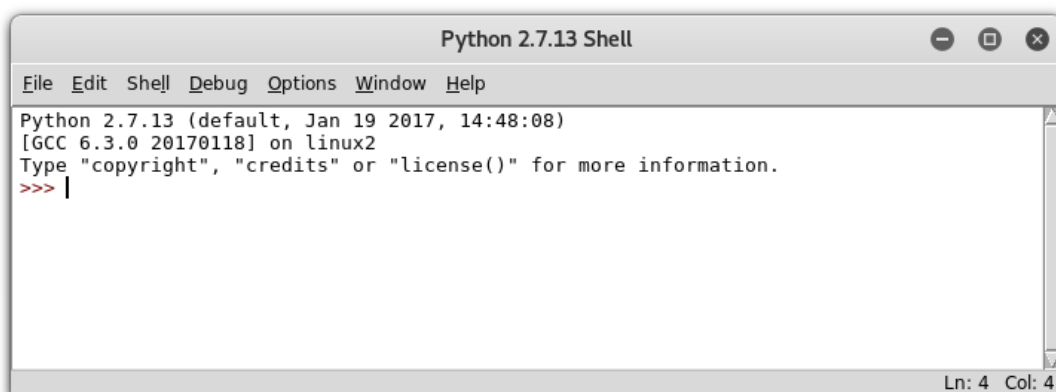 Python 2.7.13 Shell
File Edit Shell Debug Options Window Help
Python 2.7.13 (default, Jan 19 2017, 14:48:08)
[GCC 6.3.0 20170118] on linux2
Type "copyright", "credits" or "license()" for more information.
>>>
Ln: 4 Col: 4